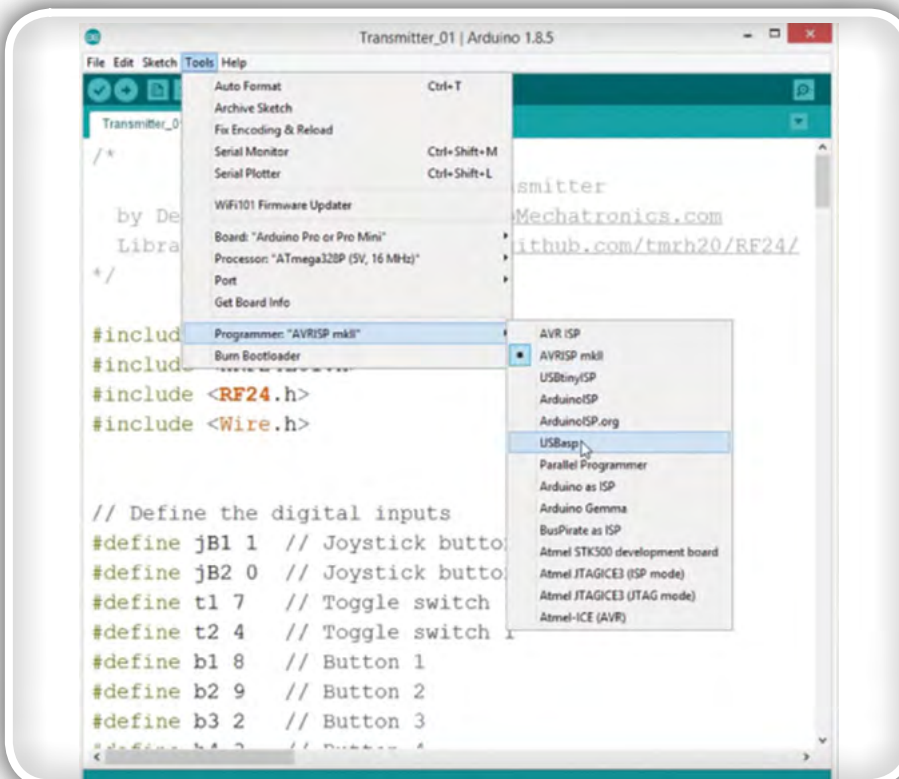 Transmitter_01 | Arduino 1.8.5
File Edit Sketch Tools Help
Transmitter_0
Auto Format Ctrl+T
Archive Sketch
Fix Encoding & Reload
Serial Monitor Ctrl+Shift+M
Serial Plotter Ctrl+Shift+L
WiFi101 Firmware Updater
Board: "Arduino Pro or Pro Mini"
Processor: "ATmega328P (5V, 16 MHz)"
Port
Get Board Info
Programmer: "AVRISP mkII"
Burn Bootloader
AVR ISP
AVRISP mkII
USBtinyISP
ArduinoISP
ArduinoISP.org
USBasp
Parallel Programmer
Arduino as ISP
Arduino Gemma
BusPirate as ISP
Atmel STK500 development board
Atmel JTAGICE3 (ISP mode)
Atmel JTAGICE3 (JTAG mode)
Atmel-ICE (AVR)
/*
smitter
by De Mechatronics.com
Libra ithub.com/tmrh20/RF24/
*/
#includ
#include
#include <RF24.h>
#include <Wire.h>
// Define the digital inputs
#define jB1 1 // Joystick butto
#define jB2 0 // Joystick butto
#define t1 7 // Toggle switch
#define t2 4 // Toggle switch
#define b1 8 // Button 1
#define b2 9 // Button 2
#define b3 2 // Button 3